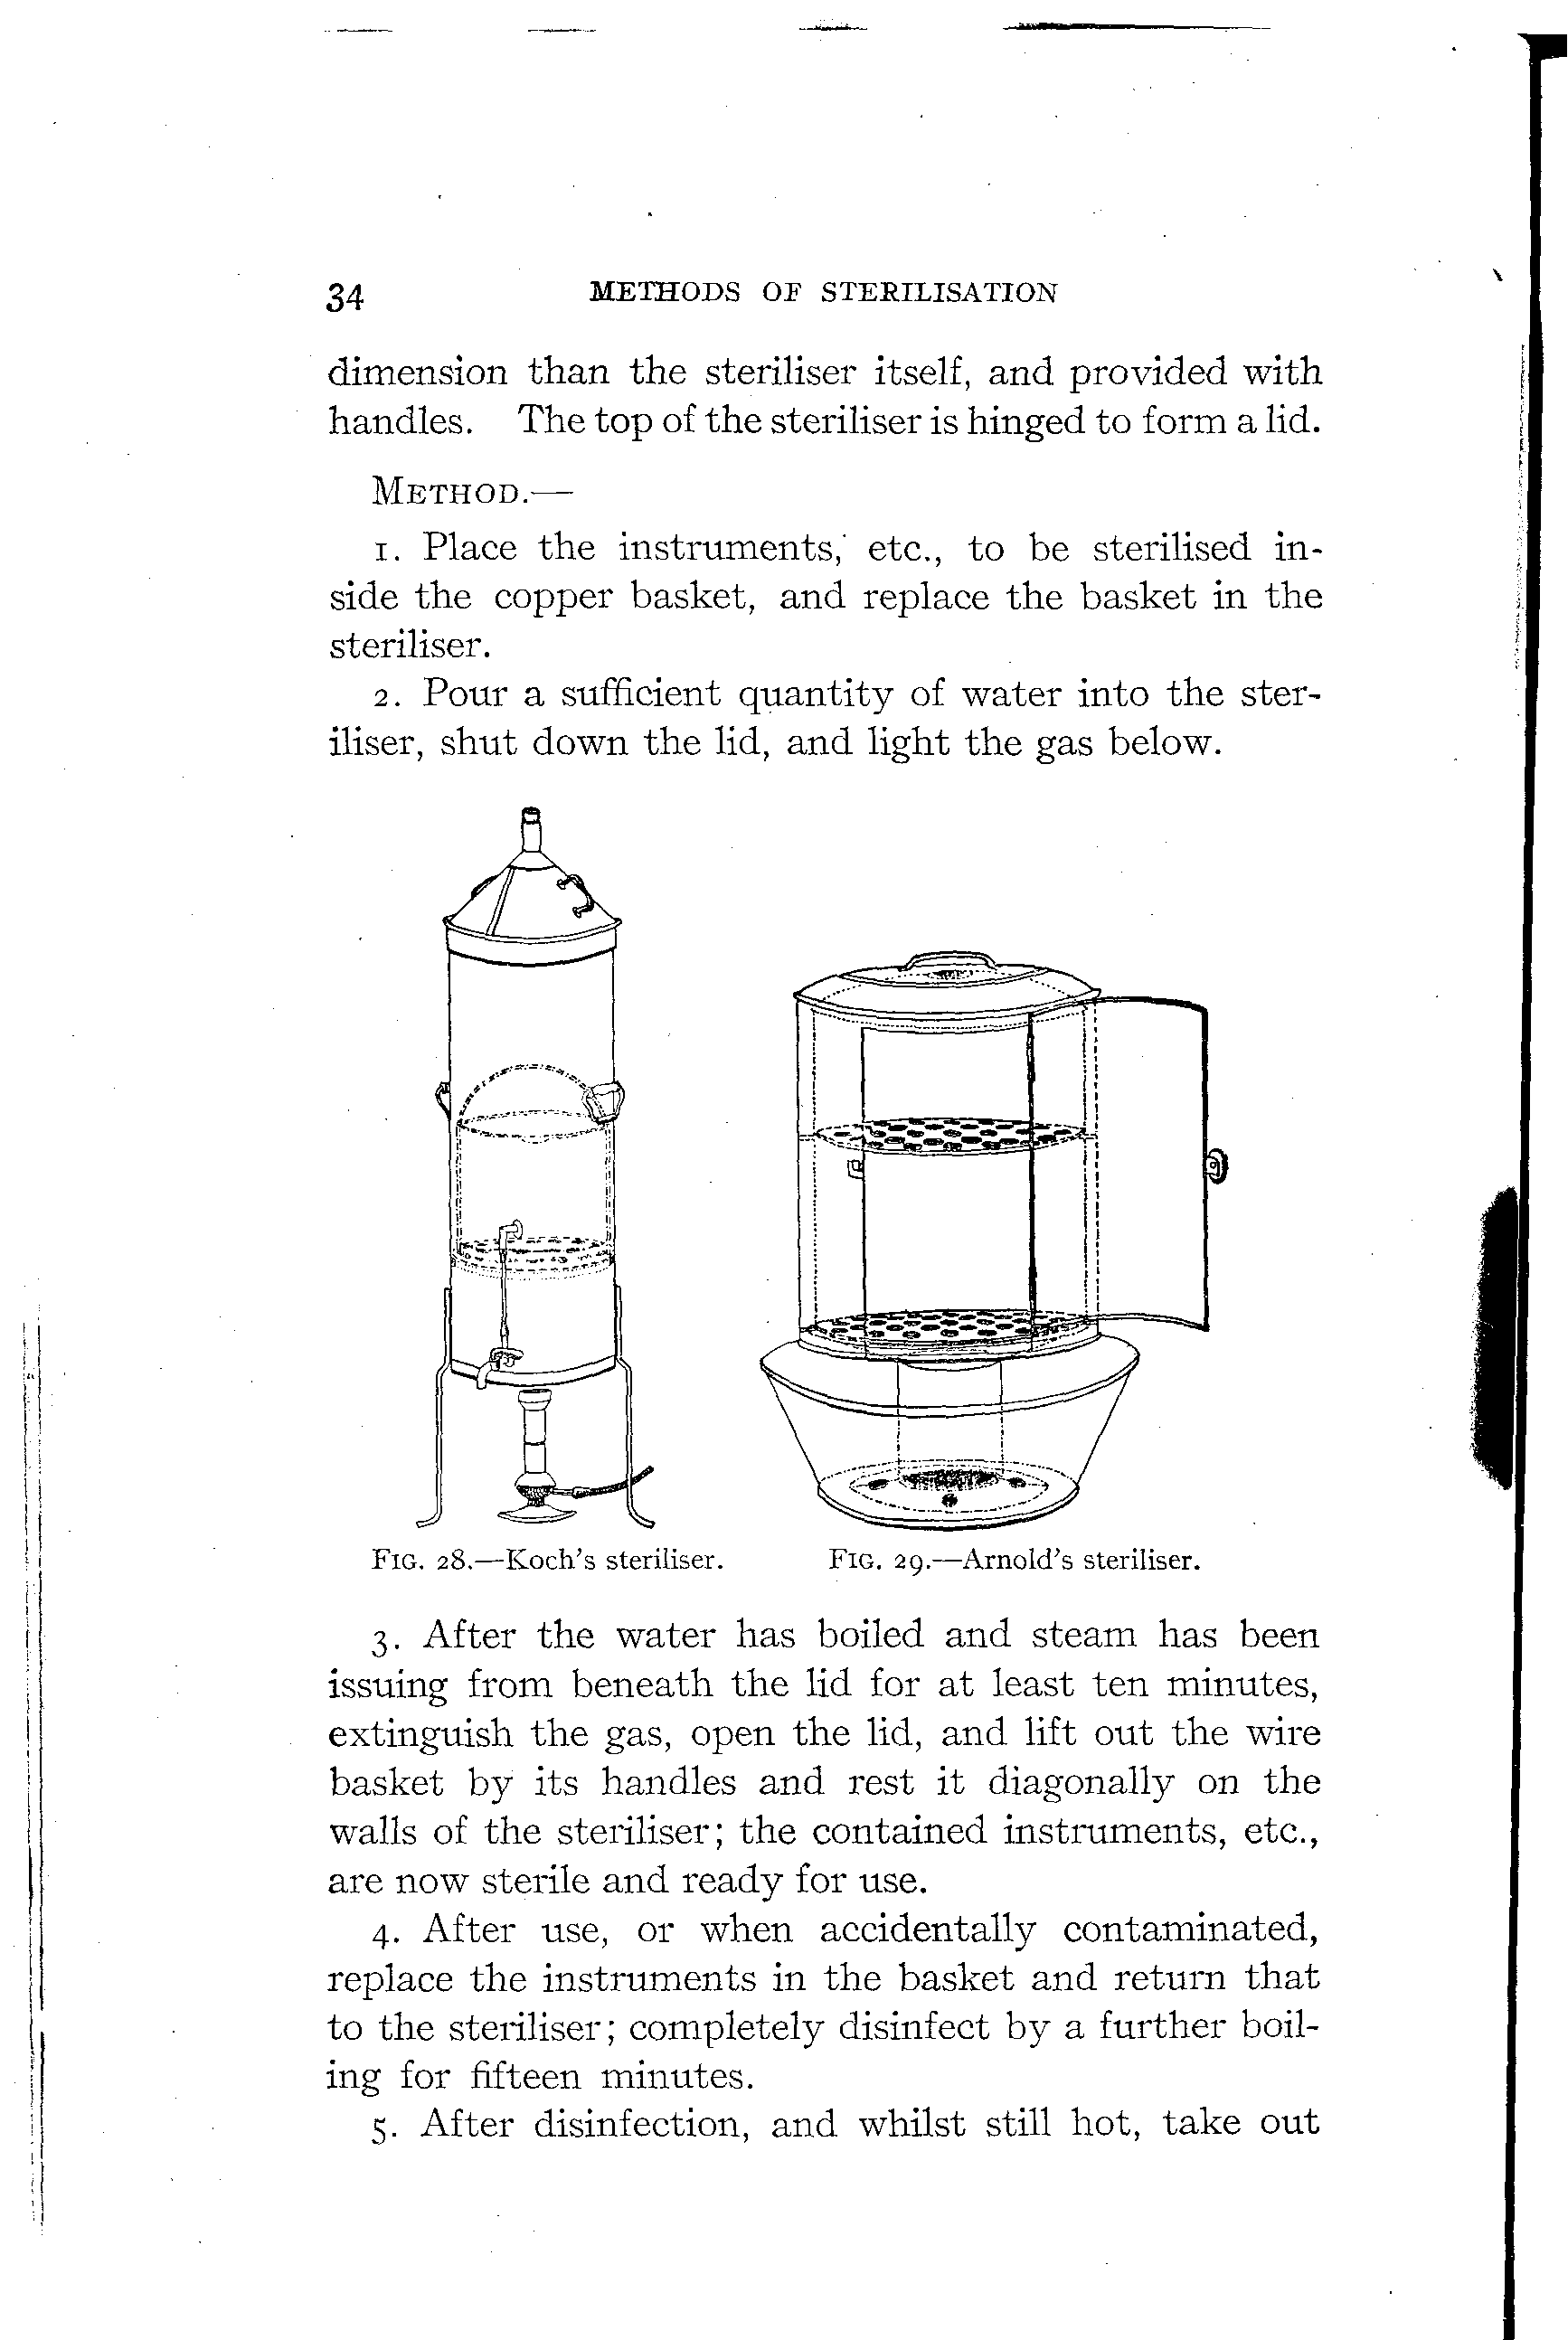 34 METHODS OF STERILISATION
dimension than the steriliser itself, and provided with
handles. The top of the steriliser is hinged to form a lid.
METHOD.—
1. Place the instruments, etc., to be sterilised in-
side the copper basket, and replace the basket in the
steriliser.
2. Pour a sufficient quantity of water into the ster-
iliser, shut down the lid, and light the gas below.
FIG. 28.—Koch's steriliser.
FIG. 29.—Arnold's steriliser.
3. After the water has boiled and steam has been
issuing from beneath the lid for at least ten minutes,
extinguish the gas, open the lid, and lift out the wire
basket by its handles and rest it diagonally on the
walls of the steriliser; the contained instruments, etc.,
are now sterile and ready for use.
4. After use, or when accidentally contaminated,
replace the instruments in the basket and return that
to the steriliser; completely disinfect by a further boil-
ing for fifteen minutes.
5. After disinfection, and whilst still hot, take out